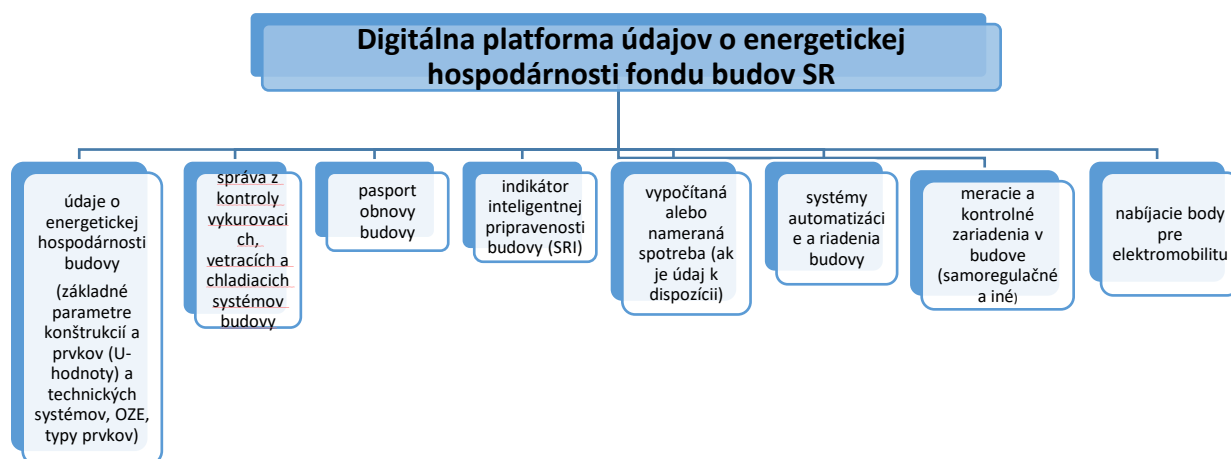 Digitálna platforma údajov o energetickej
hospodárnosti fondu budov SR
údaje o
energetickej
hospodárnosti
budovy
(základné
parametre
konštrukcií a
prvkov (U-
hodnoty) a
technických
systémov, OZE,
typy prvkov)
správa z
kontroly
vykurovaci
ch,
vetracích a
chladiacich
systémov
budovy
pasport
obnovy
budovy
indikátor
inteligentnej
pripravenosti
budovy (SRI)
vypočítaná
alebo
nameraná
spotreba (ak
je údaj k
dispozícii)
systémy
automatizáci
e a riadenia
budovy
meracie a
kontrolné
zariadenia v
budove
(samoregulačné
a iné)
nabíjacie body
pre
elektromobilitu